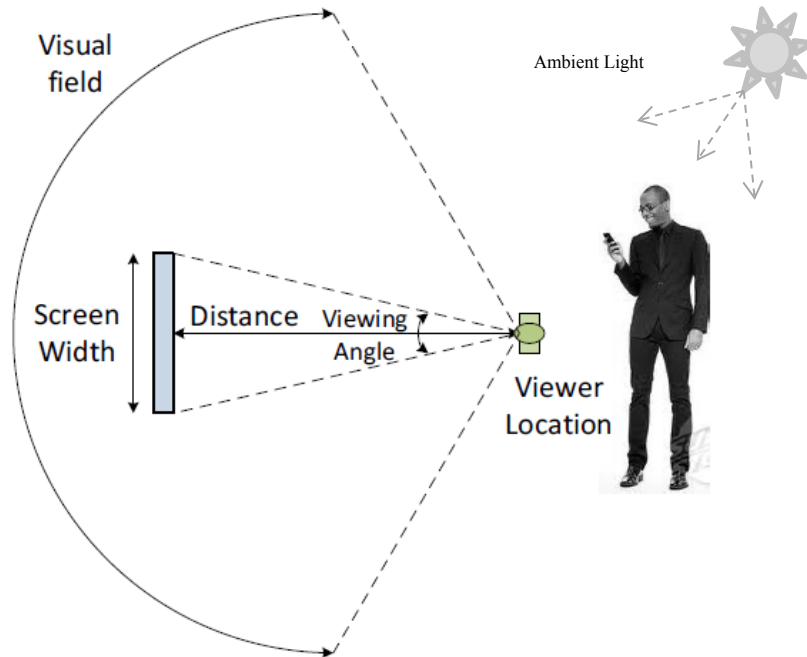 Visual
field
Ambient Light
Screen
Width
Distance
Viewing
Angle
Viewer
Location